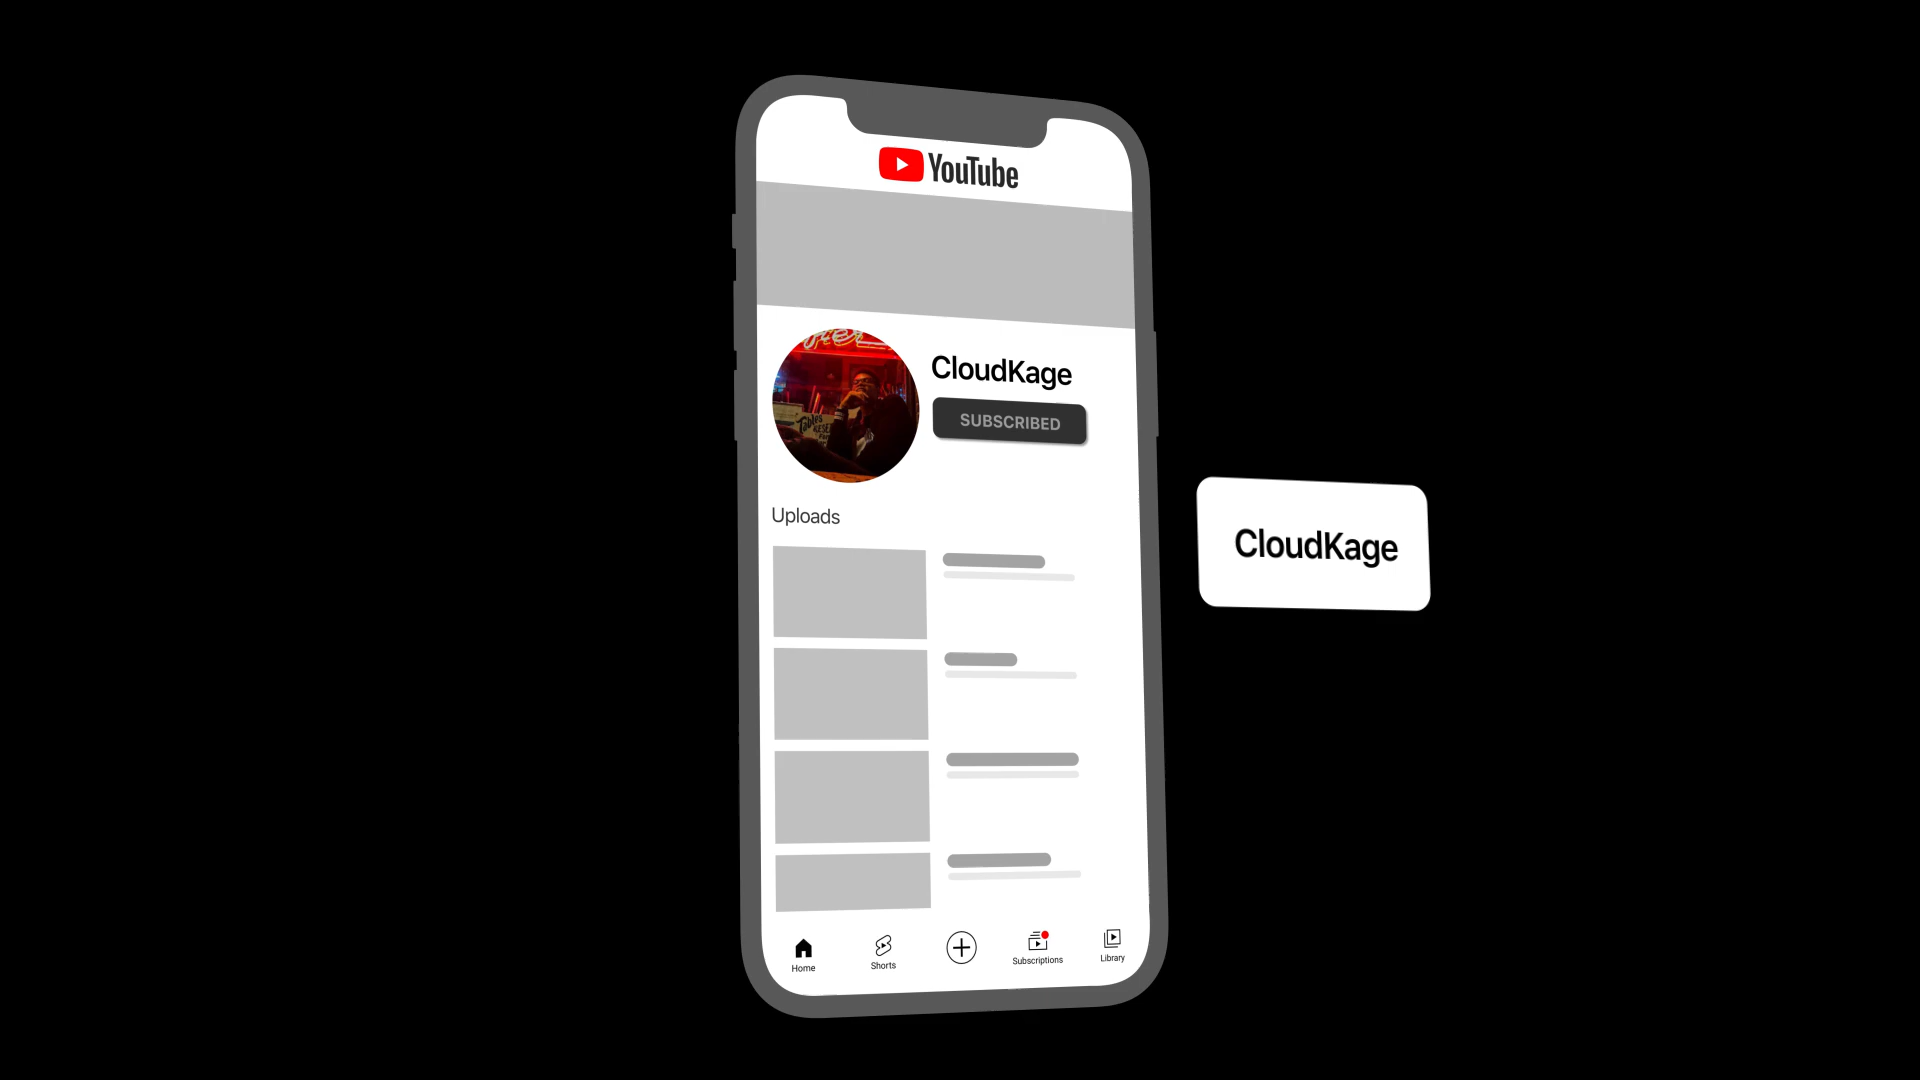 YouTube
CloudKage
SUBSCRIBED
Uploads
CloudKage
Home
Shorts
Subscriptions
Library